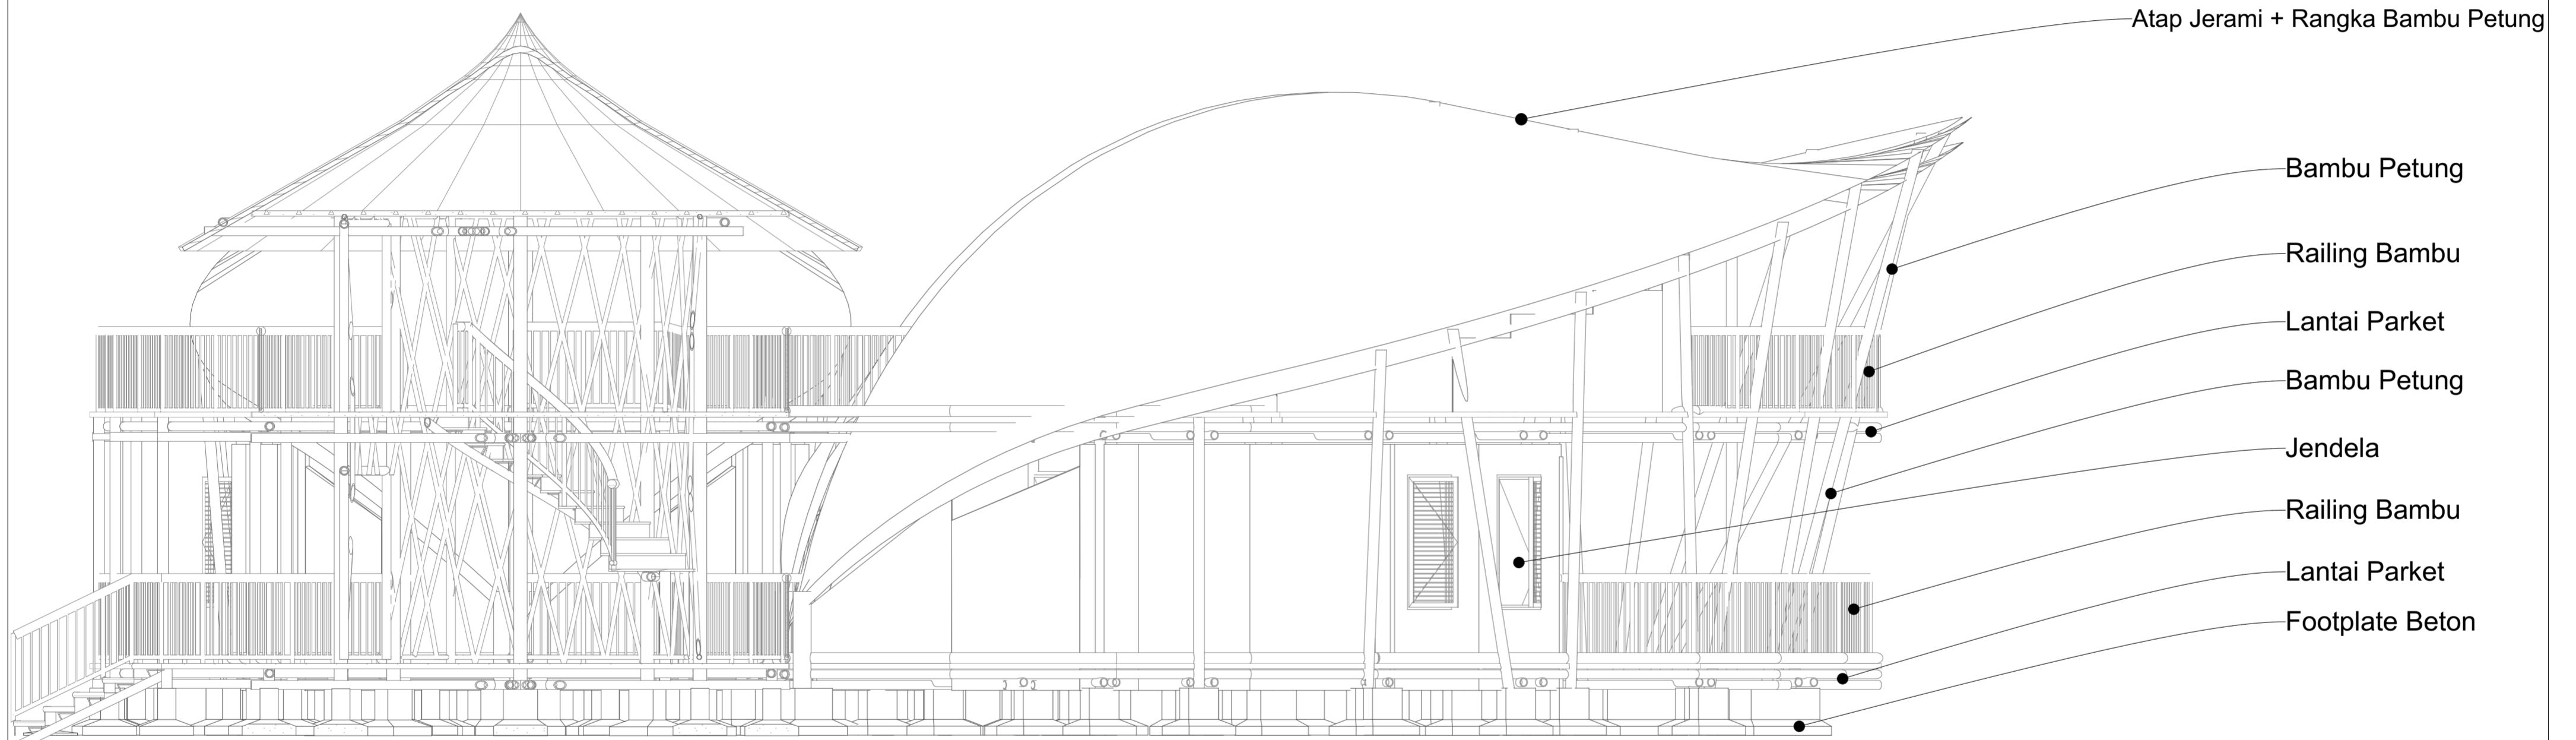 Atap Jerami + Rangka Bambu Petung
Bambu Petung
Railing Bambu
Lantai Parket
Bambu Petung
Jendela
Railing Bambu
Lantai Parket
Footplate Beton